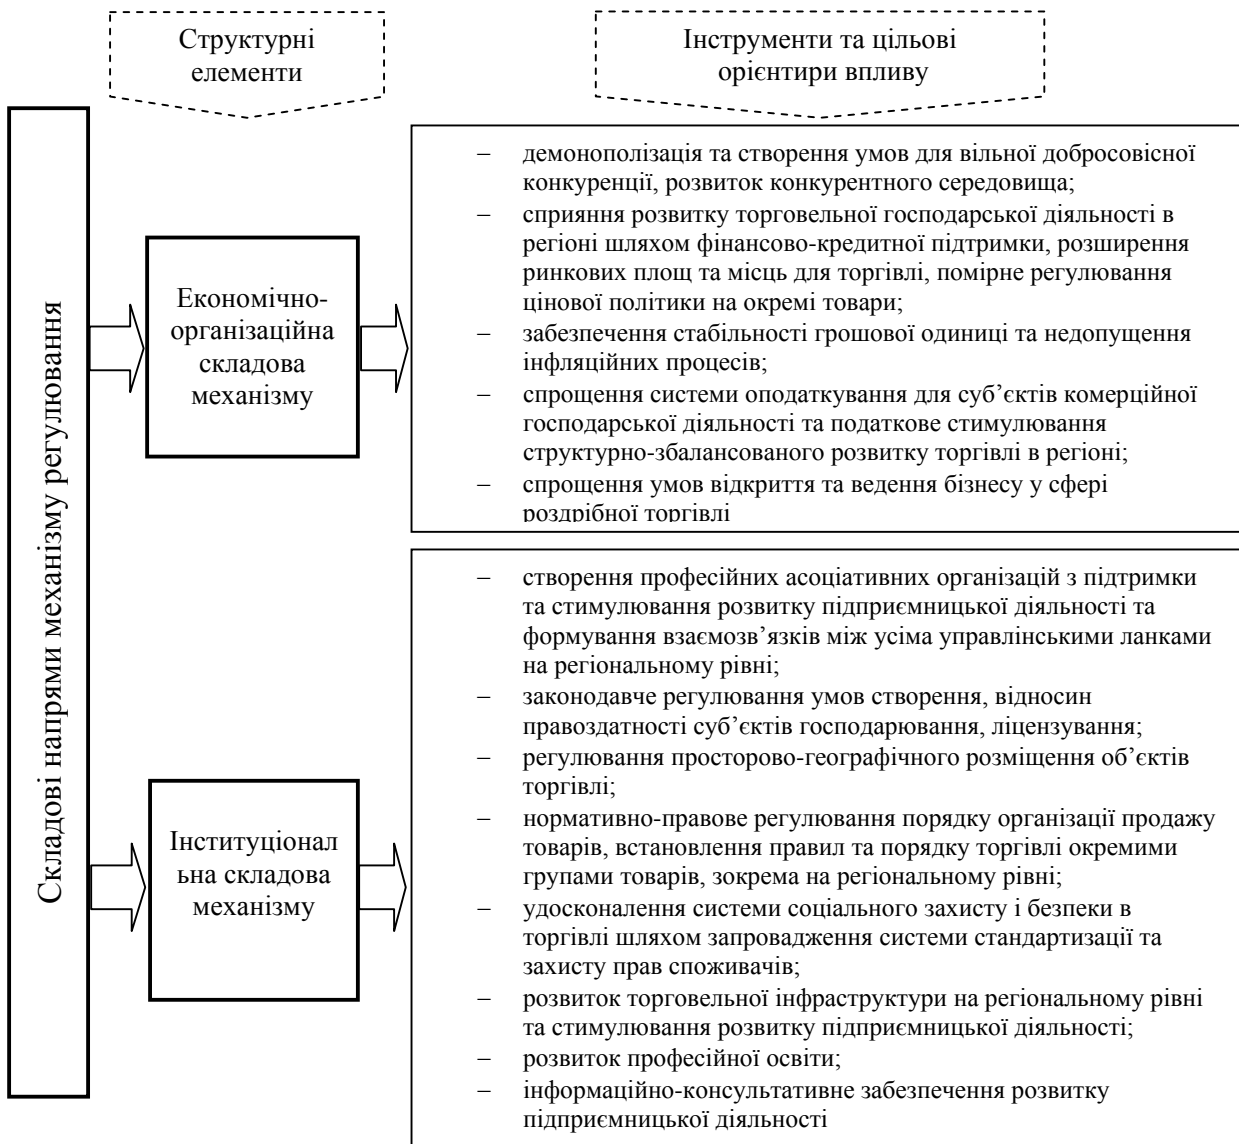 Структурні
елементи
Інструменти та цільові
орієнтири впливу
Складові напрями механізму регулювання
Економічно-
організаційна
складова
механізму
– демонополізація та створення умов для вільної добросовісної
конкуренції, розвиток конкурентного середовища;
– сприяння розвитку торговельної господарської діяльності в
регіоні шляхом фінансово-кредитної підтримки, розширення
ринкових площ та місць для торгівлі, помірне регулювання
цінової політики на окремі товари;
– забезпечення стабільності грошової одиниці та недопущення
інфляційних процесів;
– спрощення системи оподаткування для суб’єктів комерційної
господарської діяльності та податкове стимулювання
структурно-збалансованого розвитку торгівлі в регіоні;
– спрощення умов відкриття та ведення бізнесу у сфері
роздрібної торгівлі
Інституціонал
ьна складова
механізму
– створення професійних асоціативних організацій з підтримки
та стимулювання розвитку підприємницької діяльності та
формування взаємозв’язків між усіма управлінськими ланками
на регіональному рівні;
– законодавче регулювання умов створення, відносин
правоздатності суб’єктів господарювання, ліцензування;
– регулювання просторово-географічного розміщення об’єктів
торгівлі;
– нормативно-правове регулювання порядку організації продажу
товарів, встановлення правил та порядку торгівлі окремими
групами товарів, зокрема на регіональному рівні;
– удосконалення системи соціального захисту і безпеки в
торгівлі шляхом запровадження системи стандартизації та
захисту прав споживачів;
– розвиток торговельної інфраструктури на регіональному рівні
та стимулювання розвитку підприємницької діяльності;
– розвиток професійної освіти;
– інформаційно-консультативне забезпечення розвитку
підприємницької діяльності